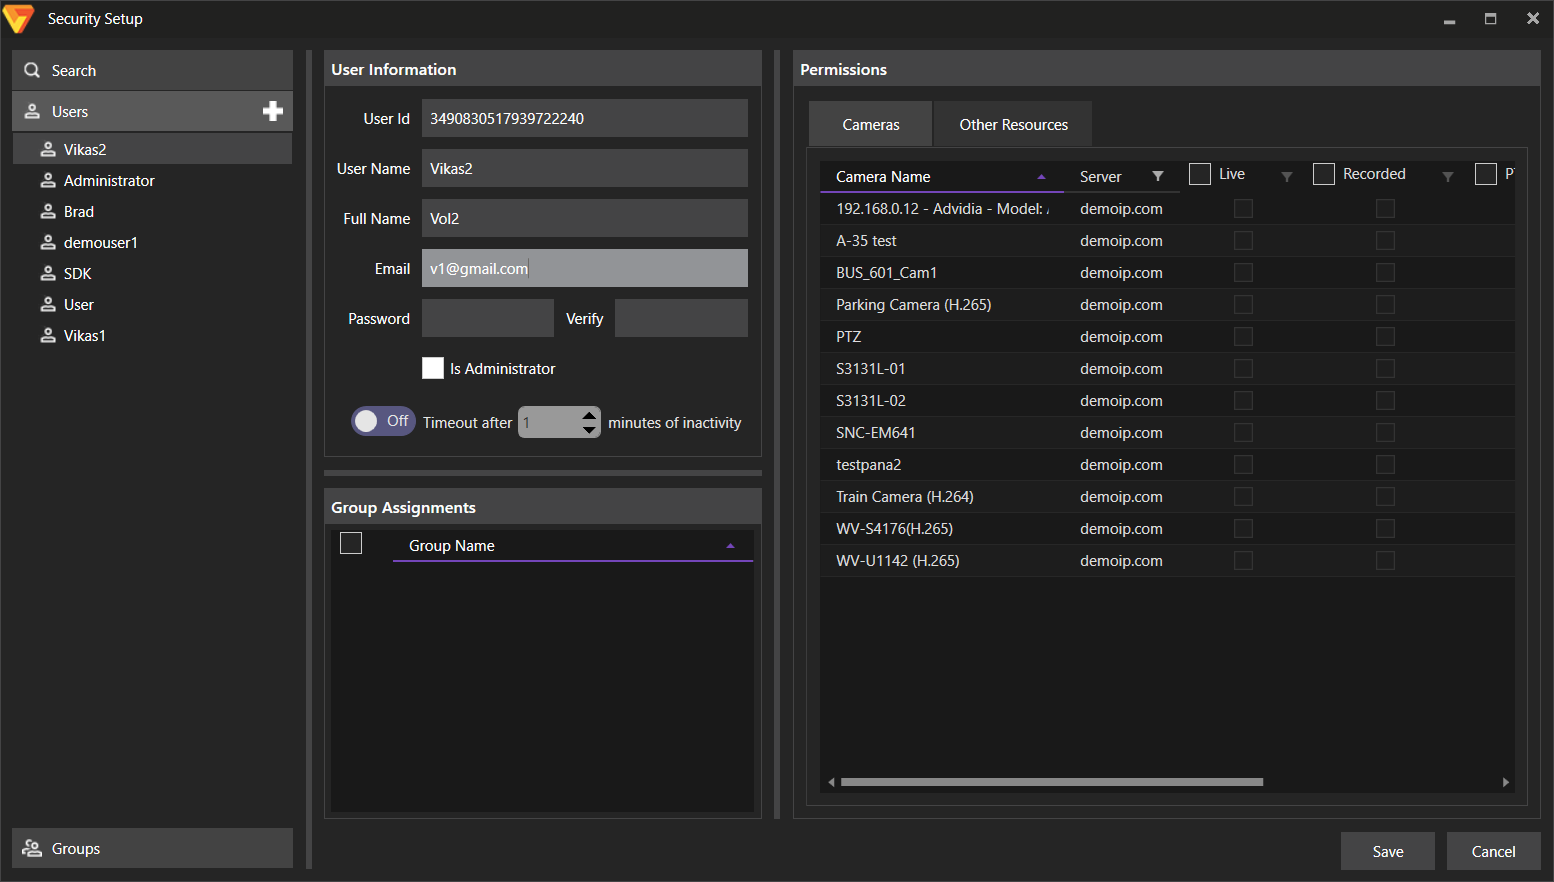 Security Setup
Search
Users
Vikas2
Administrator
Brad
demouser1
SDK
User
Vikas1
Groups
User Information
User Id 3490830517939722240
User Name Vikas2
Full Name Vol2
Email v1@gmail.com
Password Verify
Is Administrator
Off Timeout after 1 minutes of inactivity
Group Assignments
Group Name
Permissions
Cameras Other Resources
Camera Name Server Live Recorded
192.168.0.12 - Advidia - Model: demoip.com
A-35 test demoip.com
BUS_601_Cam1 demoip.com
Parking Camera (H.265) demoip.com
PTZ demoip.com
S3131L-01 demoip.com
S3131L-02 demoip.com
SNC-EM641 demoip.com
testpana2 demoip.com
Train Camera (H.264) demoip.com
WV-S4176(H.265) demoip.com
WV-U1142 (H.265) demoip.com
Save Cancel